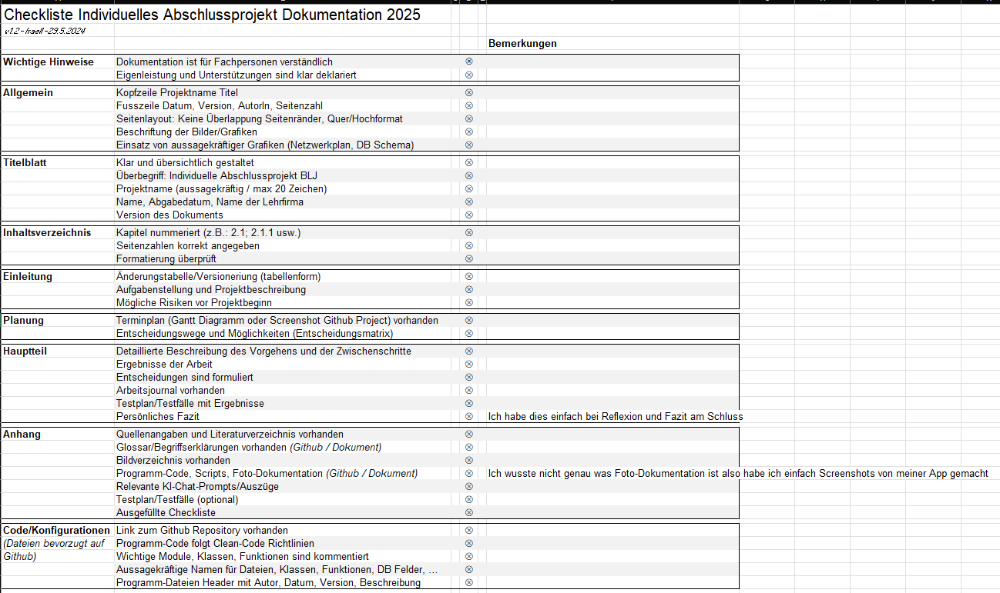 Checkliste Individuelles Abschlussprojekt Dokumentation 2025
v1.2 - fraell - 29.5.2024
Bemerkungen
Wichtige Hinweise Dokumentation ist für Fachpersonen verständlich ⊗
Eigenleistung und Unterstützungen sind klar deklariert ⊗
Allgemein Kopfzeile Projektname Titel ⊗
Fusszeile Datum, Version, AutorIn, Seitenzahl ⊗
Seitenlayout: Keine Überlappung Seitenränder, Quer/Hochformat ⊗
Beschriftung der Bilder/Grafiken ⊗
Einsatz von aussagekräftiger Grafiken (Netzwerkplan, DB Schema) ⊗
Titelblatt Klar und übersichtlich gestaltet ⊗
Überbegriff: Individuelle Abschlussprojekt BLJ ⊗
Projektname (aussagekräftig / max 20 Zeichen) ⊗
Name, Abgabedatum, Name der Lehrfirma ⊗
Version des Dokuments ⊗
Inhaltsverzeichnis Kapitel nummeriert (z.B.: 2.1; 2.1.1 usw.) ⊗
Seitenzahlen korrekt angegeben ⊗
Formatierung überprüft ⊗
Einleitung Änderungstabelle/Versioneriung (tabellenform) ⊗
Aufgabenstellung und Projektbeschreibung ⊗
Mögliche Risiken vor Projektbeginn ⊗
Planung Terminplan (Gantt Diagramm oder Screenshot Github Project) vorhanden ⊗
Entscheidungswege und Möglichkeiten (Entscheidungsmatrix) ⊗
Hauptteil Detaillierte Beschreibung des Vorgehens und der Zwischenschritte ⊗
Ergebnisse der Arbeit ⊗
Entscheidungen sind formuliert ⊗
Arbeitsjournal vorhanden ⊗
Testplan/Testfälle mit Ergebnisse ⊗
Persönliches Fazit ⊗ Ich habe dies einfach bei Reflexion und Fazit am Schluss
Anhang Quellenangaben und Literaturverzeichnis vorhanden ⊗
Glossar/Begriffserklärungen vorhanden (Github / Dokument) ⊗
Bildverzeichnis vorhanden ⊗
Programm-Code, Scripts, Foto-Dokumentation (Github / Dokument) ⊗ Ich wusste nicht genau was Foto-Dokumentation ist also habe ich einfach Screenshots von meiner App gemacht
Relevante KI-Chat-Prompts/Auszüge ⊗
Testplan/Testfälle (optional) ⊗
Ausgefüllte Checkliste ⊗
Code/Konfigurationen Link zum Github Repository vorhanden ⊗
(Dateien bevorzugt auf Programm-Code folgt Clean-Code Richtlinien ⊗
Github) Wichtige Module, Klassen, Funktionen sind kommentiert ⊗
Aussagekräftige Namen für Dateien, Klassen, Funktionen, DB Felder, ... ⊗
Programm-Dateien Header mit Autor, Datum, Version, Beschreibung ⊗